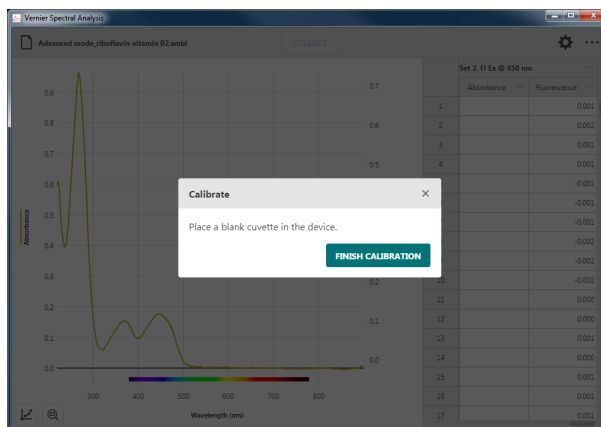 Vernier Spectral Analysis
Advanced mode_riboflavin-vitamin B2.smbl
COLLECT
Set 2, Fl Ex @ 450 nm
Absorbance
Fluorescence
0.9
0.8
0.7
0.6
0.5
0.4
0.3
0.2
0.1
0.0
Absorbance
0.7
0.6
0.5
0.2
0.1
0.0
300 400 500 600 700 800
Wavelength (nm)
Calibrate
Place a blank cuvette in the device.
FINISH CALIBRATION
1 0.001
2 0.002
3 0.001
4 0.001
-0.001
-0.001
-0.001
-0.002
-0.002
10 -0.002
11 0.000
12 0.000
13 0.001
14 0.000
15 0.001
16 0.001
17 0.001